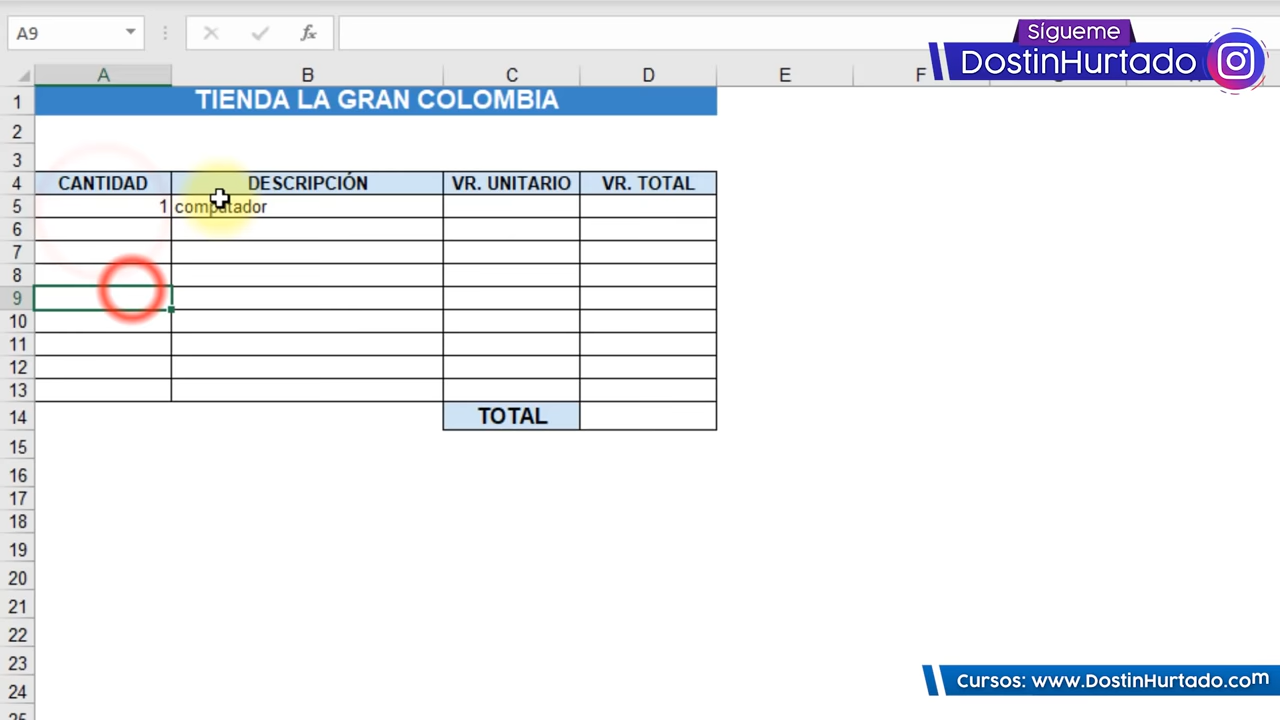 A9
fx
Sígueme
DostinHurtado
A B C D E F
1 TIENDA LA GRAN COLOMBIA
2
3
4 CANTIDAD DESCRIPCIÓN VR. UNITARIO VR. TOTAL
5 1 computador
6
7
8
9
10
11
12
13
14 TOTAL
15
16
17
18
19
20
21
22
23
24
25
Cursos: www.DostinHurtado.com